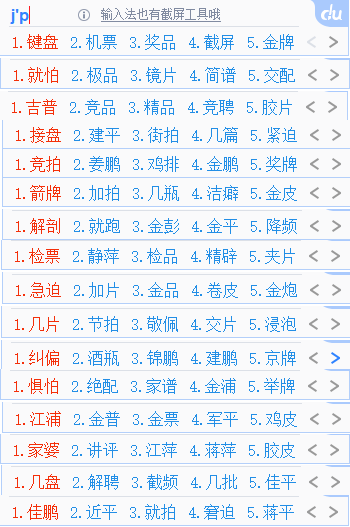 j'p 输入法也有截屏工具哦 du
1.键盘 2.机票 3.奖品 4.截屏 5.金牌
1.就怕 2.极品 3.镜片 4.简谱 5.交配
1.吉普 2.竞品 3.精品 4.竞聘 5.胶片
1.接盘 2.建平 3.街拍 4.几篇 5.紧迫
1.竞拍 2.姜鹏 3.鸡排 4.金鹏 5.奖牌
1.箭牌 2.加拍 3.几瓶 4.洁癖 5.金皮
1.解剖 2.就跑 3.金彭 4.金平 5.降频
1.检票 2.静萍 3.检品 4.精辟 5.夹片
1.急迫 2.加片 3.金品 4.卷皮 5.金炮
1.几片 2.节拍 3.敬佩 4.交片 5.浸泡
1.纠偏 2.酒瓶 3.锦鹏 4.建鹏 5.京牌
1.惧怕 2.绝配 3.家谱 4.金浦 5.举牌
1.江浦 2.金普 3.金票 4.军平 5.鸡皮
1.家婆 2.讲评 3.江萍 4.蒋萍 5.胶皮
1.几盘 2.解聘 3.截频 4.几批 5.佳平
1.佳鹏 2.近平 3.就拍 4.窘迫 5.蒋平